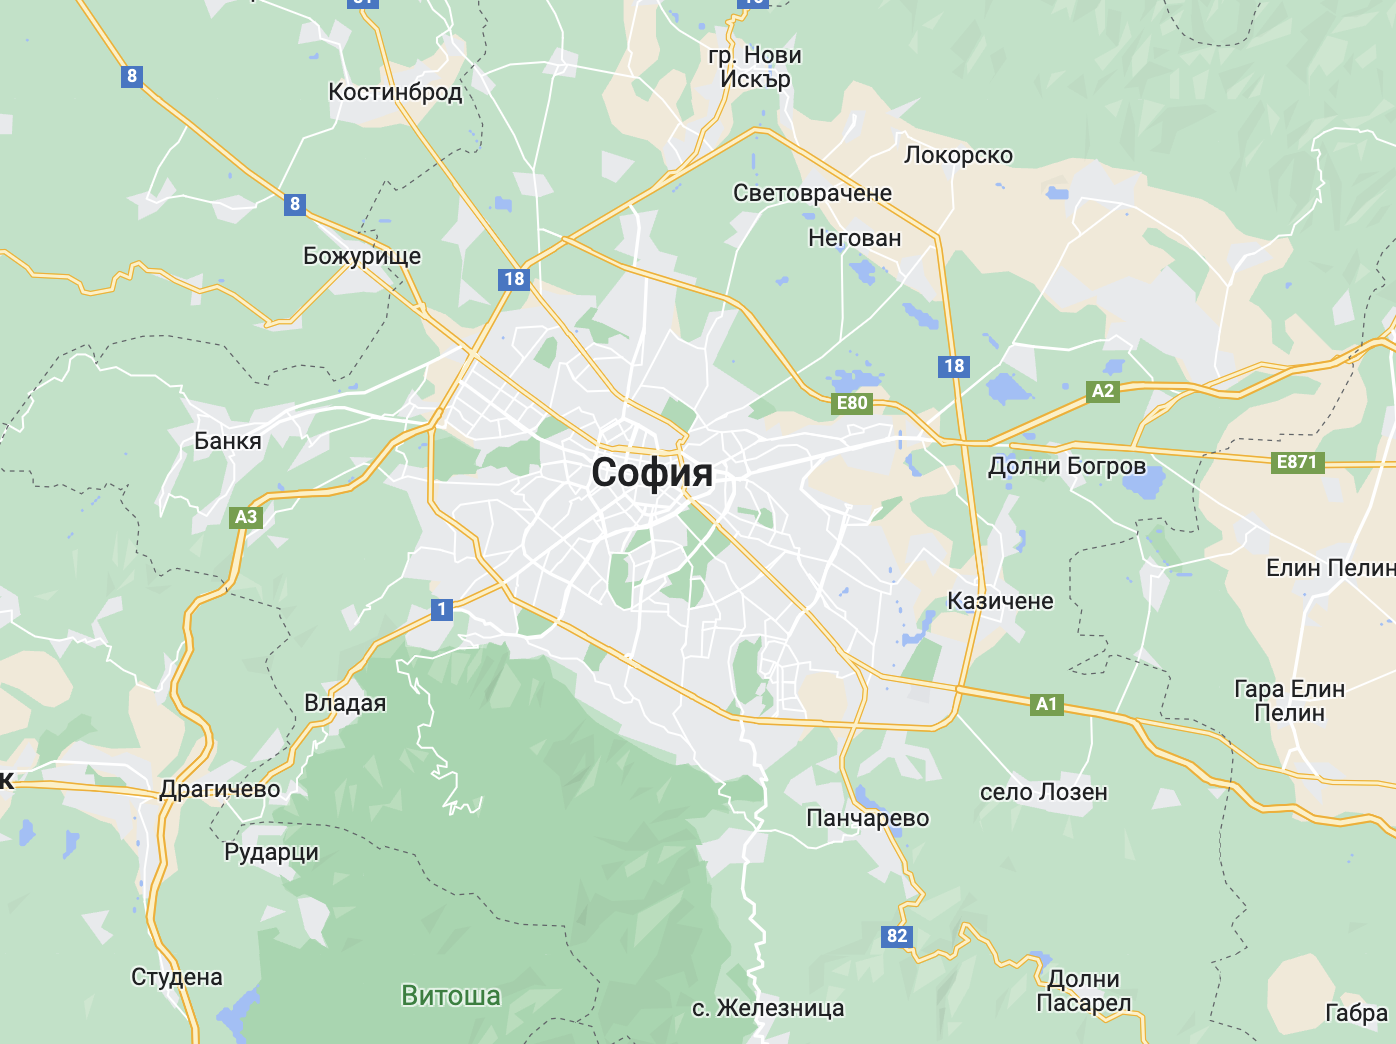 гр. Нови
Искър
8
Костинброд
Локорско
Световрачене
8
Негован
Божурище
18
18
A2
E80
Банкя
София
Долни Богров
E871
A3
Елин Пелин
1
Казичене
Владая
Гара Елин
Пелин
A1
к
Драгичево
село Лозен
Панчарево
Рударци
82
Студена
Витоша
Долни
Пасарел
с. Железница
Габра